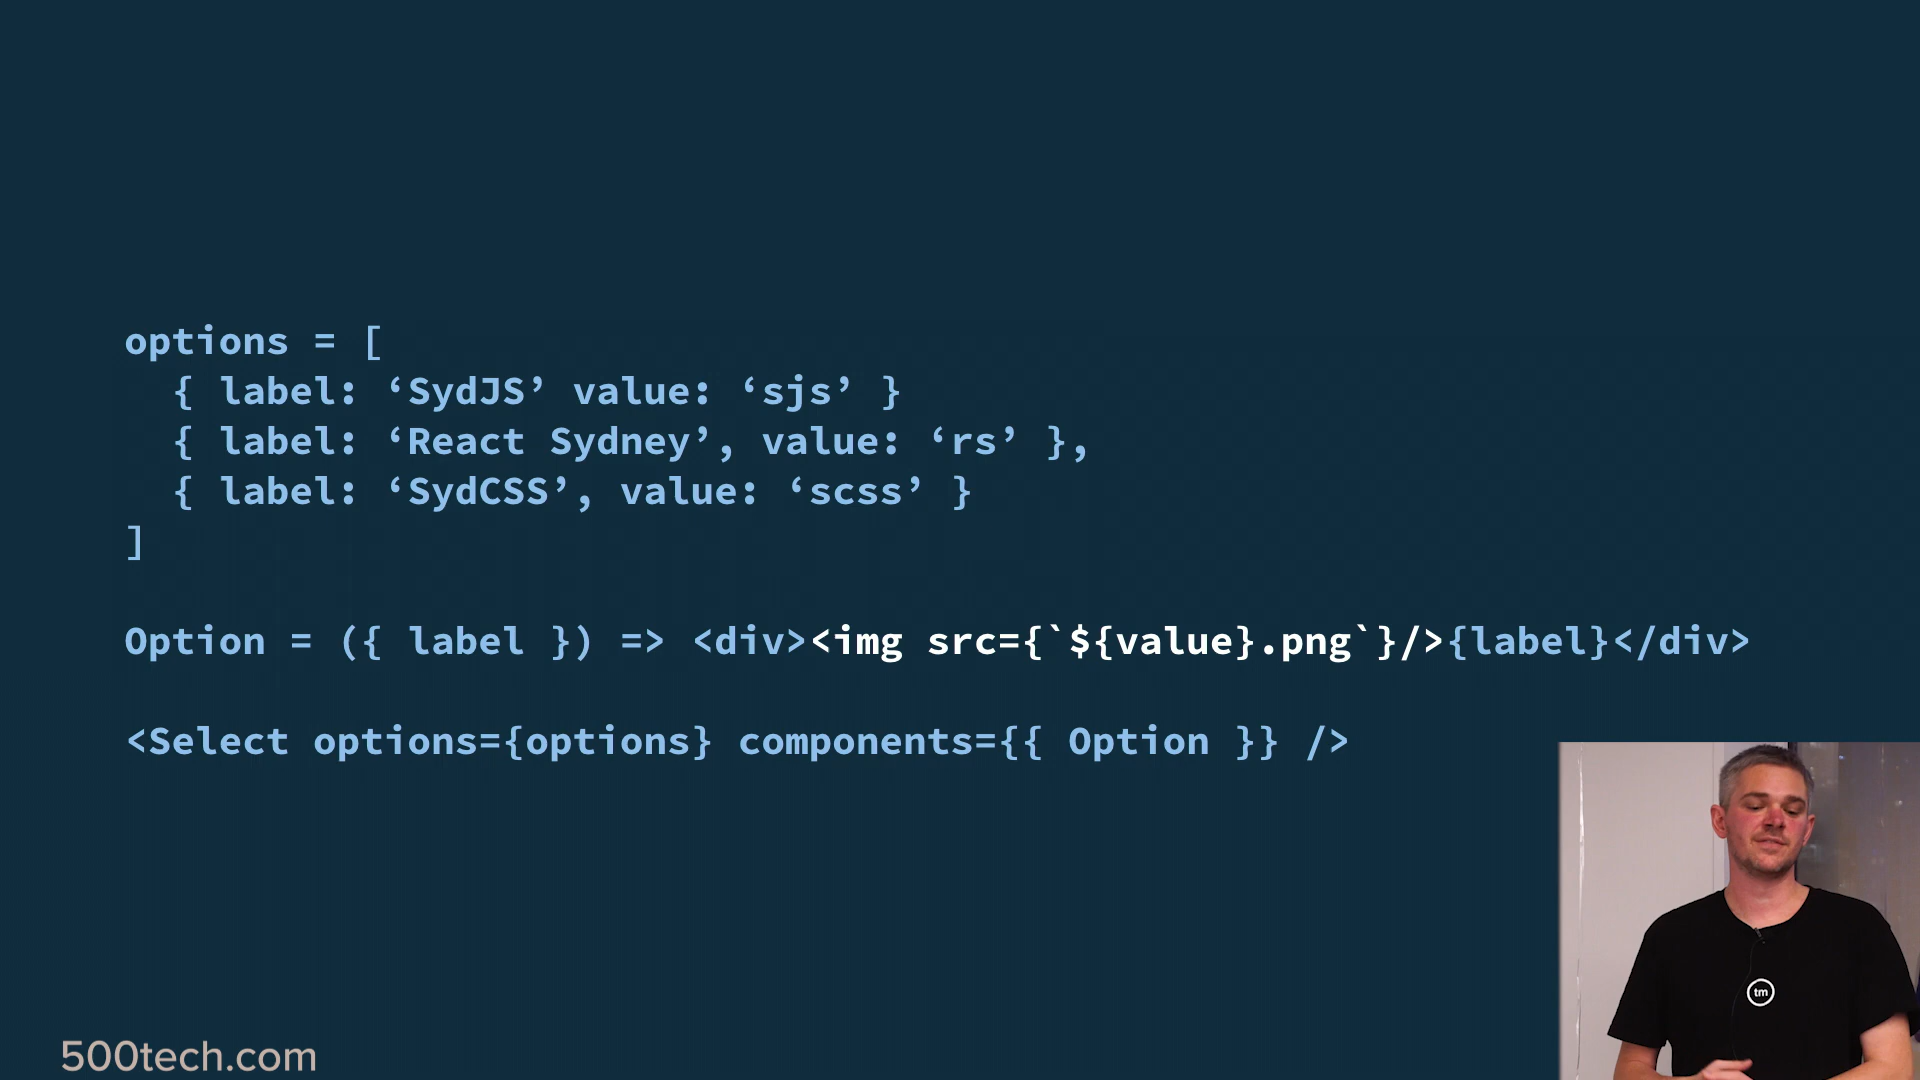 options = [
  { label: ‘SydJS’ value: ‘sjs’ }
  { label: ‘React Sydney’, value: ‘rs’ },
  { label: ‘SydCSS’, value: ‘scss’ }
]
Option = ({ label }) => <div><img src={`${value}.png`}/>{label}</div>
<Select options={options} components={{ Option }} />
tm
500tech.com